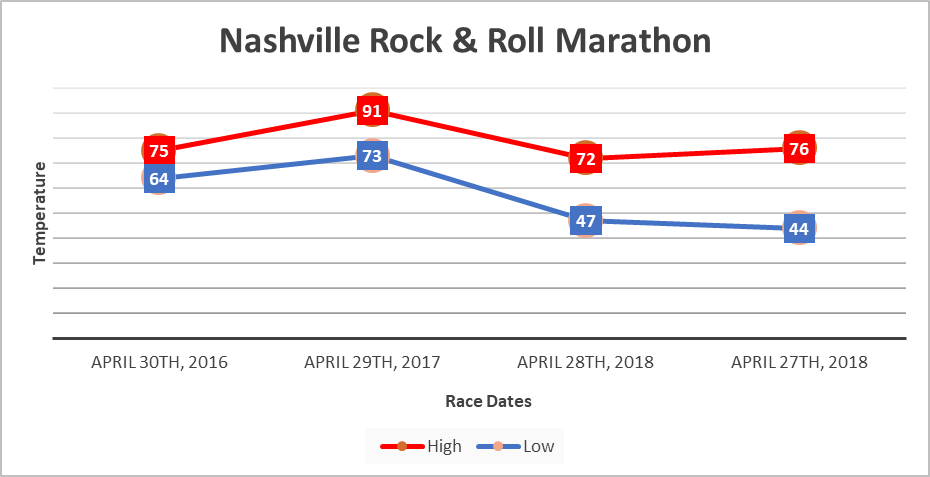 Nashville Rock & Roll Marathon
91
75
76
72
73
64
47
44
Temperature
APRIL 30TH, 2016
APRIL 29TH, 2017
APRIL 28TH, 2018
APRIL 27TH, 2018
Race Dates
High
Low